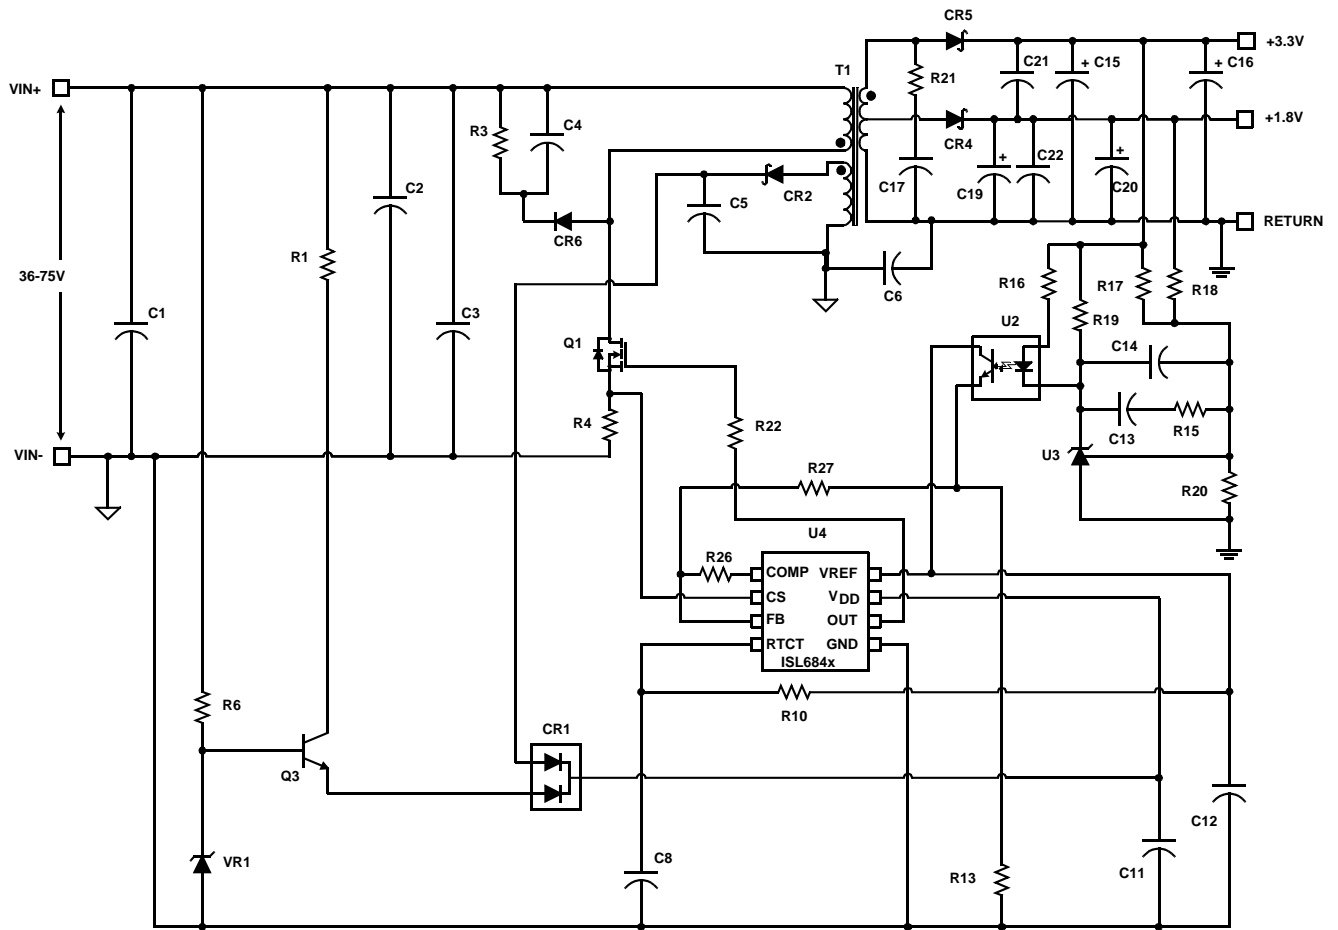 CR5
+3.3V
T1
R21
C21
+ C15
+ C16
VIN+
R3
C4
+1.8V
CR4
C17
+
C19
C22
+
C20
CR2
C5
C2
RETURN
CR6
R1
36-75V
C6
R16
R17
R18
C1
C3
U2
R19
Q1
C14
R4
R22
C13
R15
VIN-
U3
R27
R20
U4
R26
COMP
VREF
CS
VDD
FB
OUT
RTCT
GND
ISL684x
R6
R10
CR1
Q3
C12
VR1
C8
R13
C11